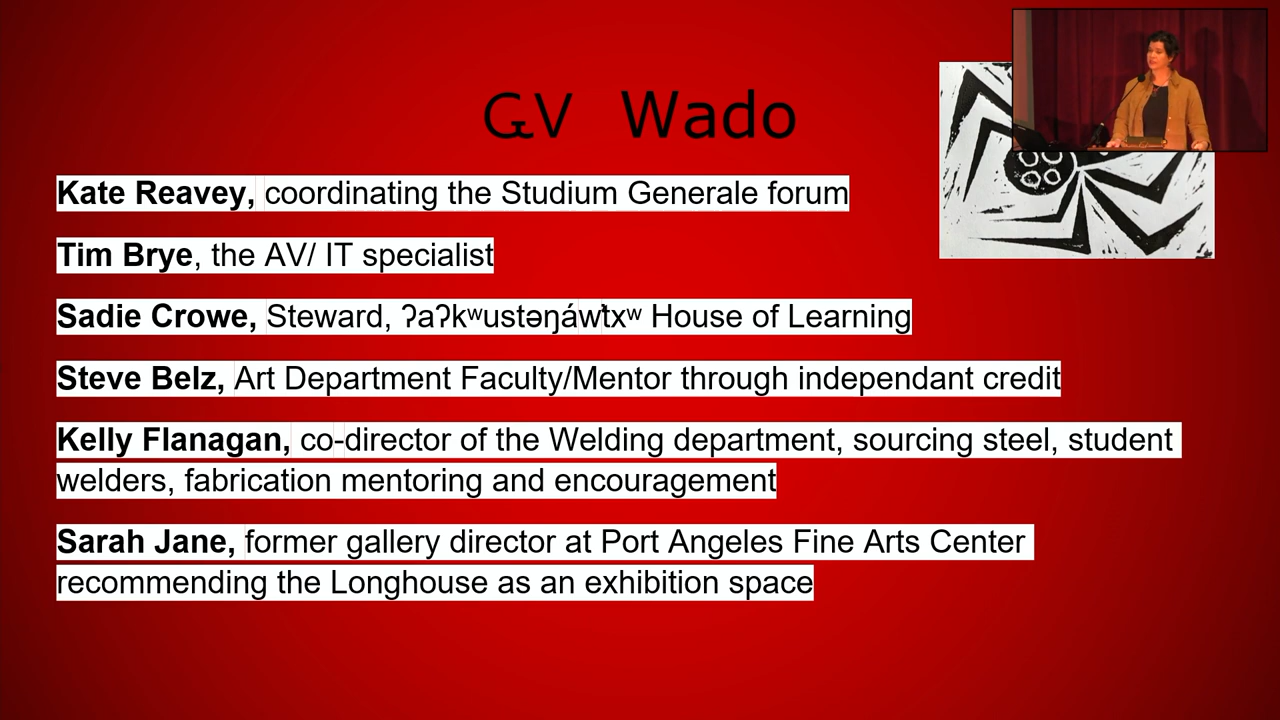 ᏩᏙ Wado
Kate Reavey, coordinating the Studium Generale forum
Tim Brye, the AV/ IT specialist
Sadie Crowe, Steward, ʔaʔkʷustəŋáw̕txʷ House of Learning
Steve Belz, Art Department Faculty/Mentor through independant credit
Kelly Flanagan, co-director of the Welding department, sourcing steel, student
welders, fabrication mentoring and encouragement
Sarah Jane, former gallery director at Port Angeles Fine Arts Center
recommending the Longhouse as an exhibition space